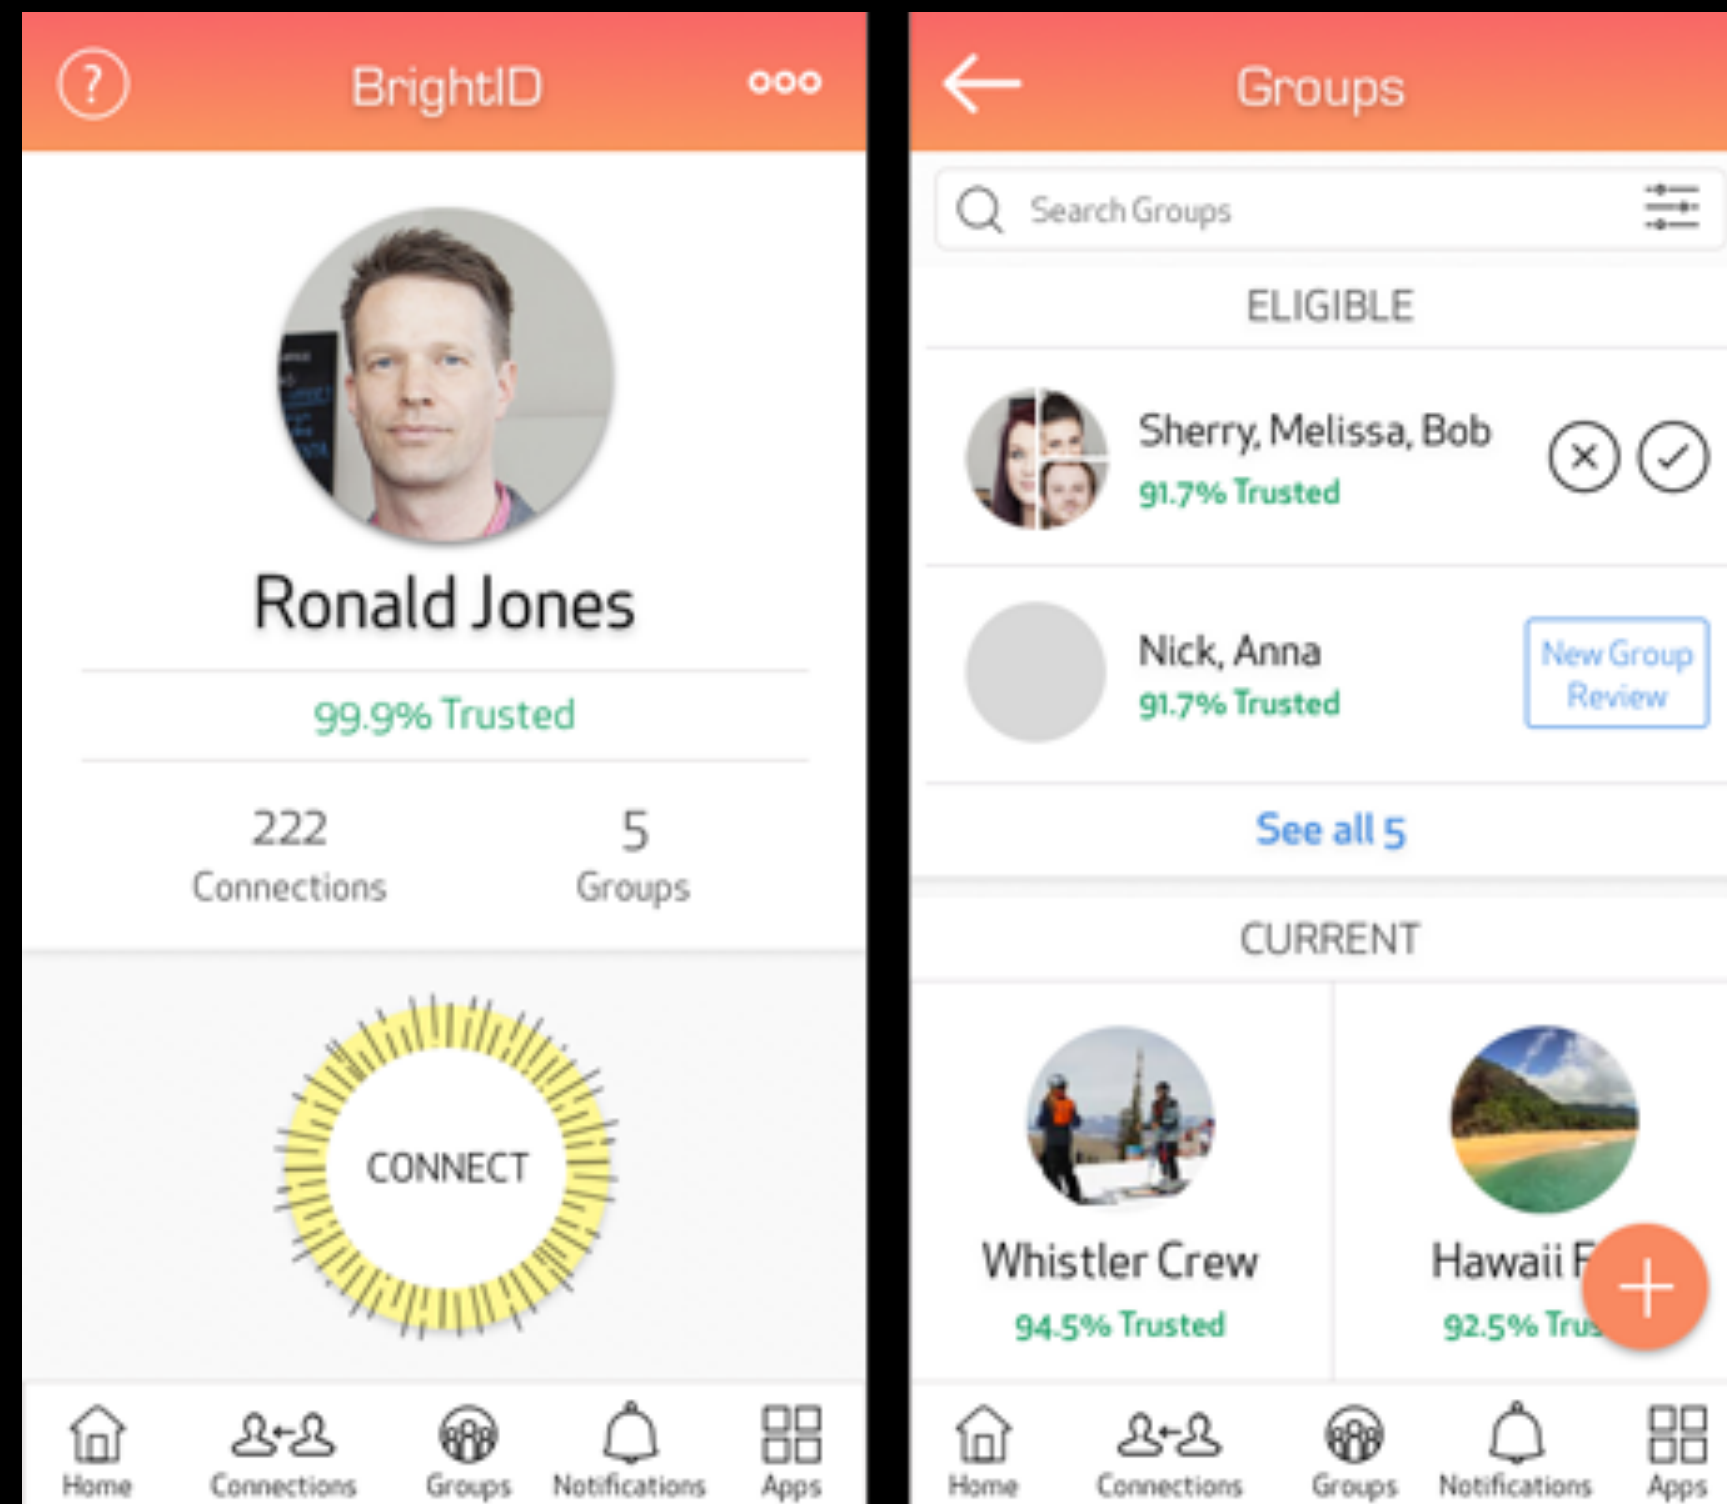 ?
BrightID
Ronald Jones
99.9% Trusted
222
Connections
5
Groups
CONNECT
Home
Connections
Groups
Notifications
Apps
Groups
Search Groups
ELIGIBLE
Sherry, Melissa, Bob
91.7% Trusted
Nick, Anna
91.7% Trusted
New Group
Review
See all 5
CURRENT
Whistler Crew
94.5% Trusted
Hawaii
92.5%
Home
Connections
Groups
Notifications
Apps